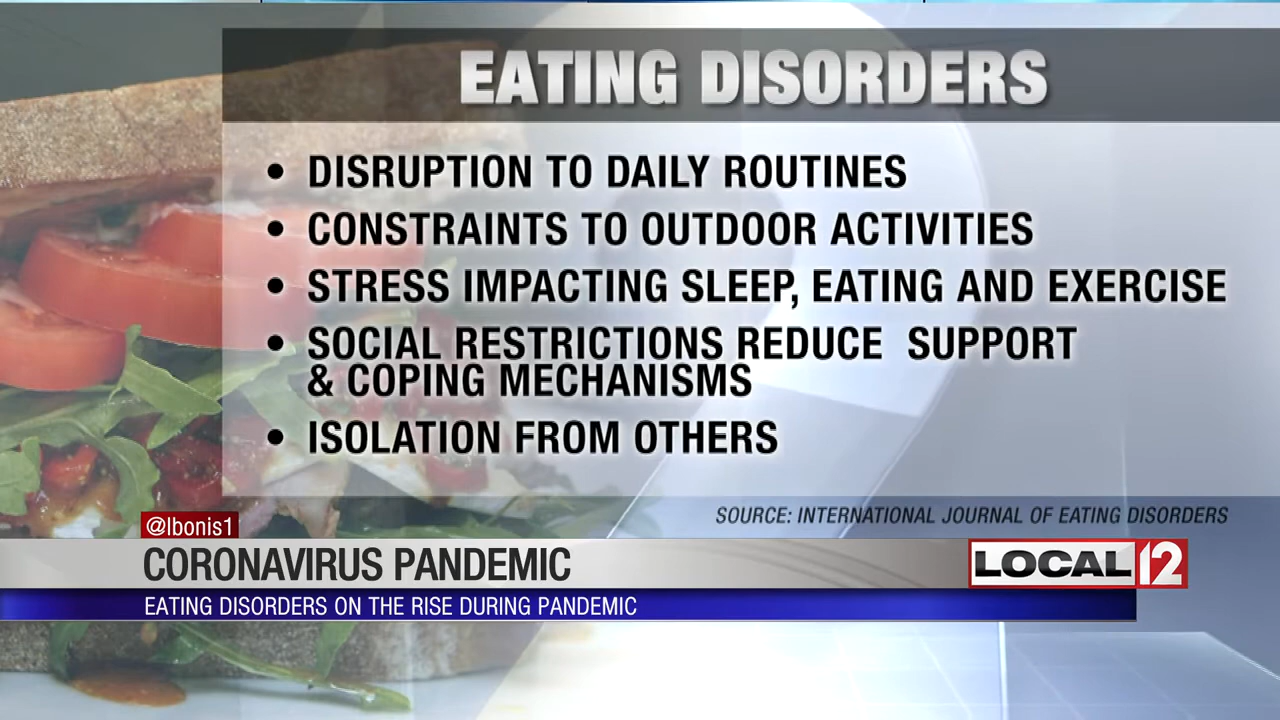 EATING DISORDERS
• DISRUPTION TO DAILY ROUTINES
• CONSTRAINTS TO OUTDOOR ACTIVITIES
• STRESS IMPACTING SLEEP, EATING AND EXERCISE
• SOCIAL RESTRICTIONS REDUCE  SUPPORT
& COPING MECHANISMS
• ISOLATION FROM OTHERS
SOURCE: INTERNATIONAL JOURNAL OF EATING DISORDERS
@lbonis1
CORONAVIRUS PANDEMIC
LOCAL 12
EATING DISORDERS ON THE RISE DURING PANDEMIC